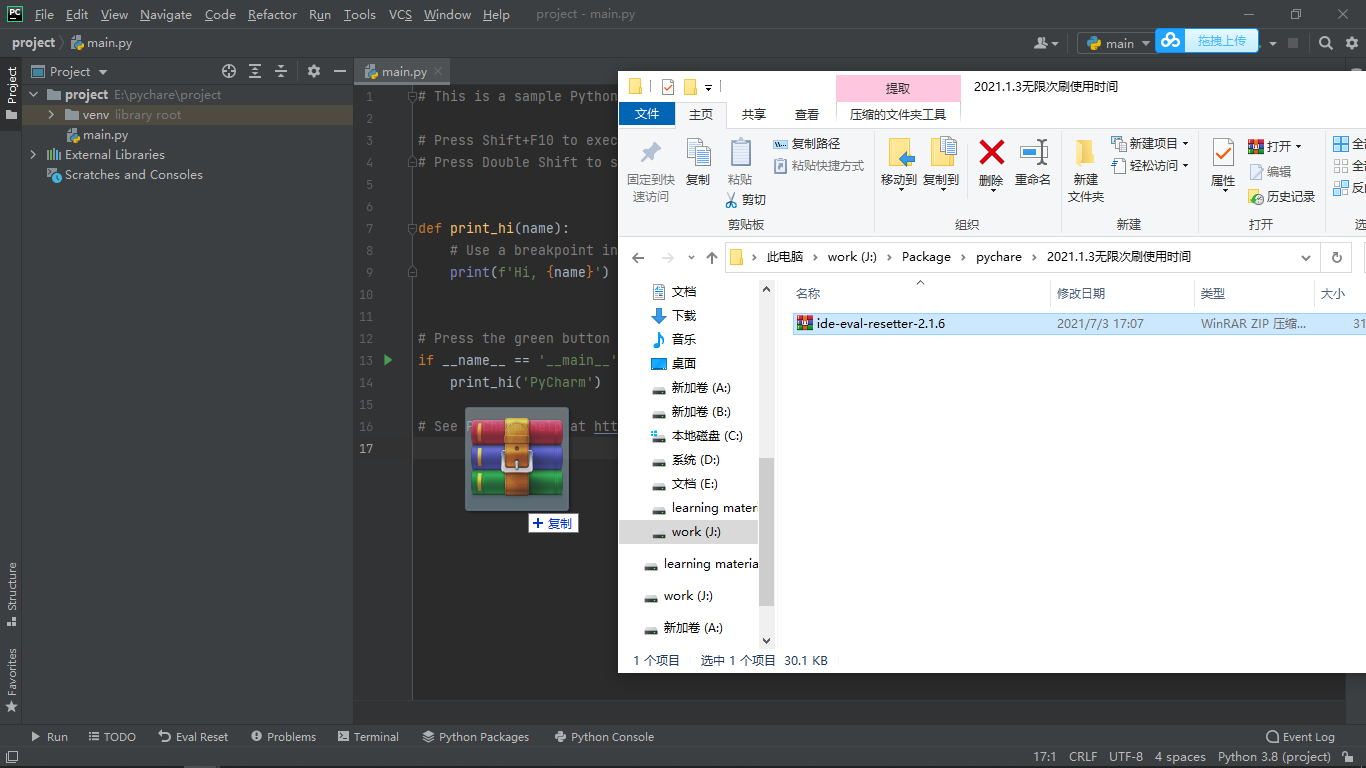 File Edit View Navigate Code Refactor Run Tools VCS Window Help project - main.py
project main.py
main
拖拽上传
Project
project E:\pychare\project
venv library root
main.py
External Libraries
Scratches and Consoles
Project
Structure
Favorites
main.py
1 # This is a sample Python
2
3 # Press Shift+F10 to exec
4 # Press Double Shift to s
5
6
7 def print_hi(name):
8 # Use a breakpoint in
9 print(f'Hi, {name}')
10
11
12 # Press the green button
13 if __name__ == '__main__'
14 print_hi('PyCharm')
15
16 # See at htt
17
复制
提取
2021.1.3无限次刷使用时间
文件 主页 共享 查看 压缩的文件夹工具
固定到快速访问
复制
粘贴
复制路径
粘贴快捷方式
剪切
剪贴板
移动到 复制到 删除 重命名
组织
新建文件夹
新建项目
轻松访问
新建
属性
打开
编辑
历史记录
打开
此电脑 work (J:) Package pychare 2021.1.3无限次刷使用时间
名称 修改日期 类型 大小
ide-eval-resetter-2.1.6 2021/7/3 17:07 WinRAR ZIP 压缩... 31
文档
下载
音乐
桌面
新加卷 (A:)
新加卷 (B:)
本地磁盘 (C:)
系统 (D:)
文档 (E:)
learning mater
work (J:)
learning materia
work (J:)
新加卷 (A:)
1 个项目 选中 1 个项目 30.1 KB
Run TODO Eval Reset Problems Terminal Python Packages Python Console Event Log
17:1 CRLF UTF-8 4 spaces Python 3.8 (project)